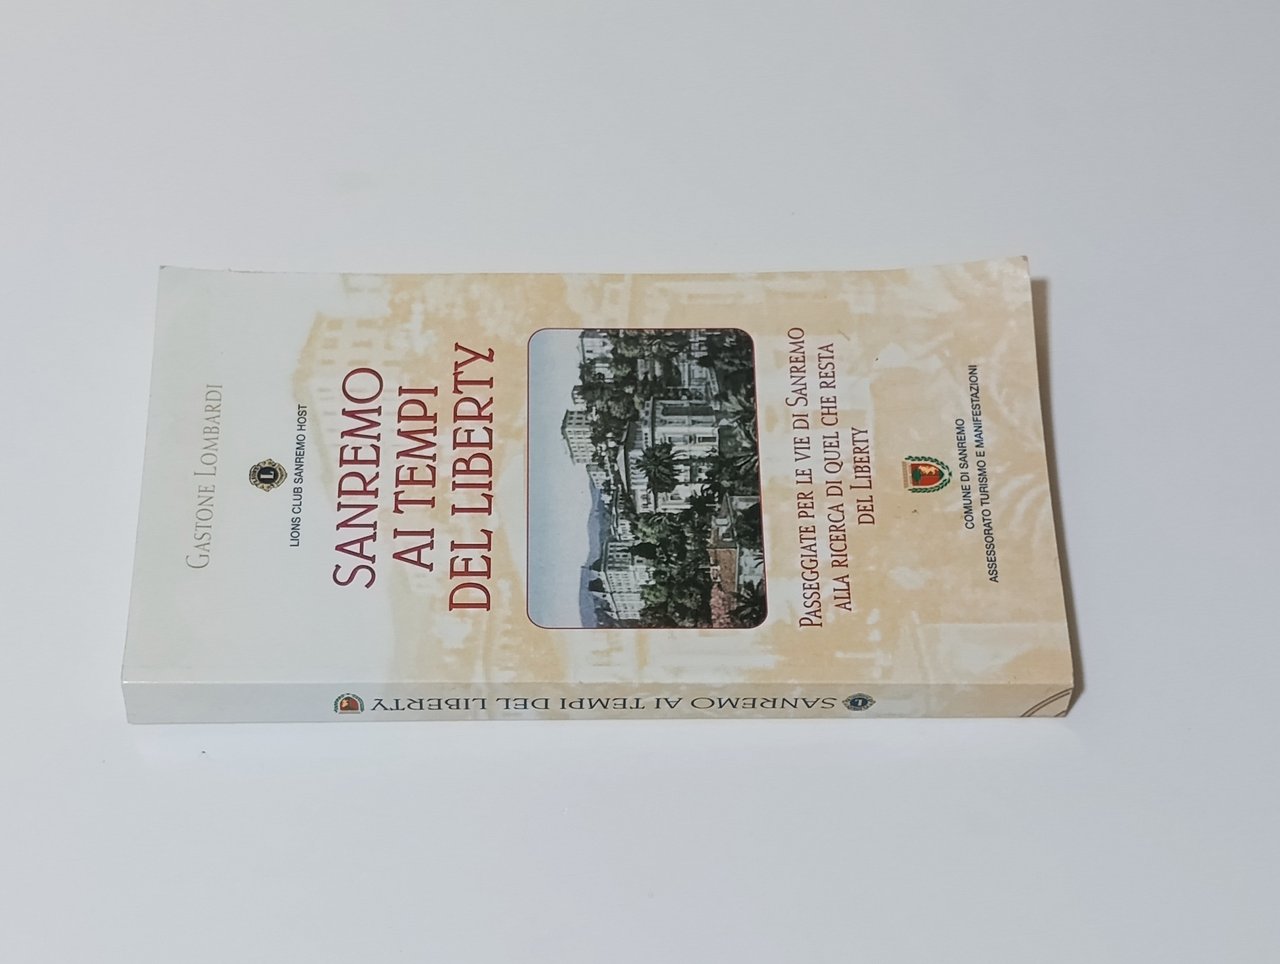 GASTONE LOMBARDI
LIONS CLUB SANREMO HOST
SANREMO
AI TEMPI
DEL LIBERTY
PASSEGGIATE PER LE VIE DI SANREMO
ALLA RICERCA DI QUEL CHE RESTA
DEL LIBERTY
COMUNE DI SANREMO
ASSESSORATO TURISMO E MANIFESTAZIONI
SANREMO AI TEMPI DEL LIBERTY